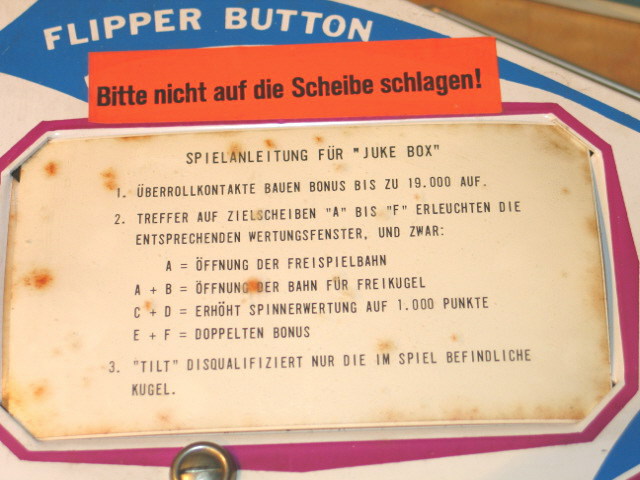 FLIPPER BUTTON
Bitte nicht auf die Scheibe schlagen!
SPIELANLEITUNG FÜR "JUKE BOX"
1. ÜBERROLLKONTAKTE BAUEN BONUS BIS ZU 19.000 AUF.
2. TREFFER AUF ZIELSCHEIBEN "A" BIS "F" ERLEUCHTEN DIE
ENTSPRECHENDEN WERTUNGSFENSTER, UND ZWAR:
A = ÖFFNUNG DER FREISPIELBAHN
A + B = ÖFFNUNG DER BAHN FÜR FREIKUGEL
C + D = ERHÖHT SPINNERWERTUNG AUF 1.000 PUNKTE
E + F = DOPPELTEN BONUS
3. "TILT" DISQUALIFIZIERT NUR DIE IM SPIEL BEFINDLICHE
KUGEL.